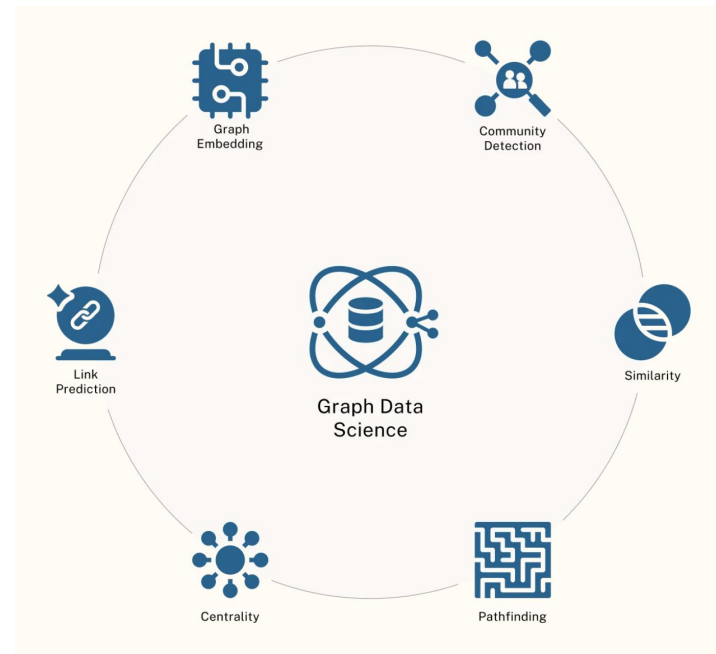 Graph
Embedding
Community
Detection
Link
Prediction
Similarity
Graph Data
Science
Centrality
Pathfinding